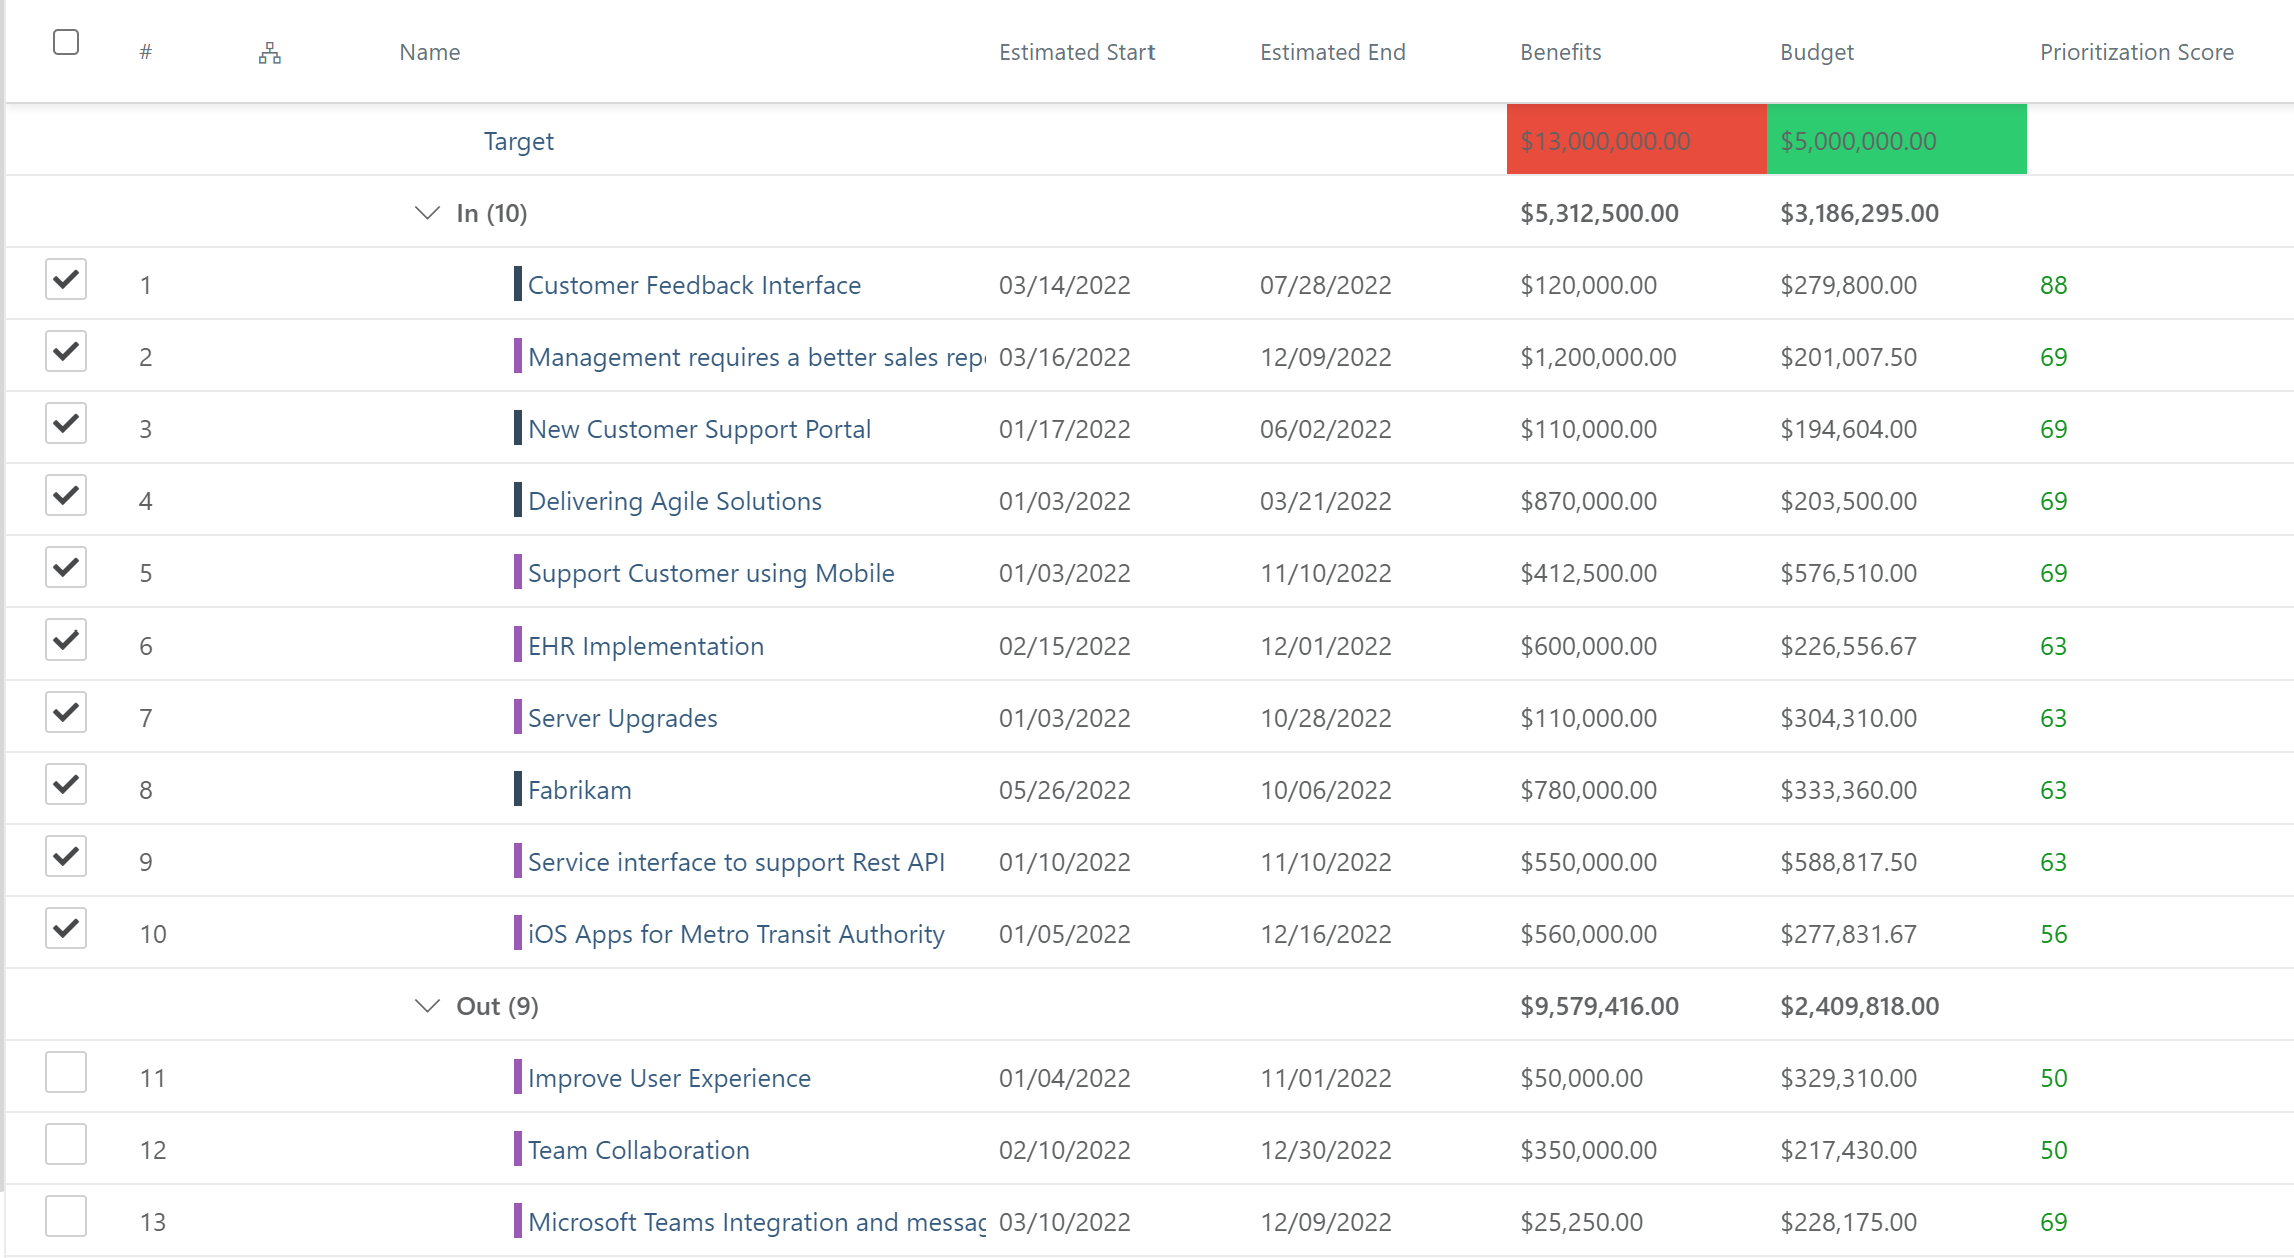 # Name Estimated Start Estimated End Benefits Budget Prioritization Score
Target $13,000,000.00 $5,000,000.00
In (10) $5,312,500.00 $3,186,295.00
1 Customer Feedback Interface 03/14/2022 07/28/2022 $120,000.00 $279,800.00 88
2 Management requires a better sales 03/16/2022 12/09/2022 $1,200,000.00 $201,007.50 69
3 New Customer Support Portal 01/17/2022 06/02/2022 $110,000.00 $194,604.00 69
4 Delivering Agile Solutions 01/03/2022 03/21/2022 $870,000.00 $203,500.00 69
5 Support Customer using Mobile 01/03/2022 11/10/2022 $412,500.00 $576,510.00 69
6 EHR Implementation 02/15/2022 12/01/2022 $600,000.00 $226,556.67 63
7 Server Upgrades 01/03/2022 10/28/2022 $110,000.00 $304,310.00 63
8 Fabrikam 05/26/2022 10/06/2022 $780,000.00 $333,360.00 63
9 Service interface to support Rest API 01/10/2022 11/10/2022 $550,000.00 $588,817.50 63
10 iOS Apps for Metro Transit Authority 01/05/2022 12/16/2022 $560,000.00 $277,831.67 56
Out (9) $9,579,416.00 $2,409,818.00
11 Improve User Experience 01/04/2022 11/01/2022 $50,000.00 $329,310.00 50
12 Team Collaboration 02/10/2022 12/30/2022 $350,000.00 $217,430.00 50
13 Microsoft Teams Integration and 03/10/2022 12/09/2022 $25,250.00 $228,175.00 69